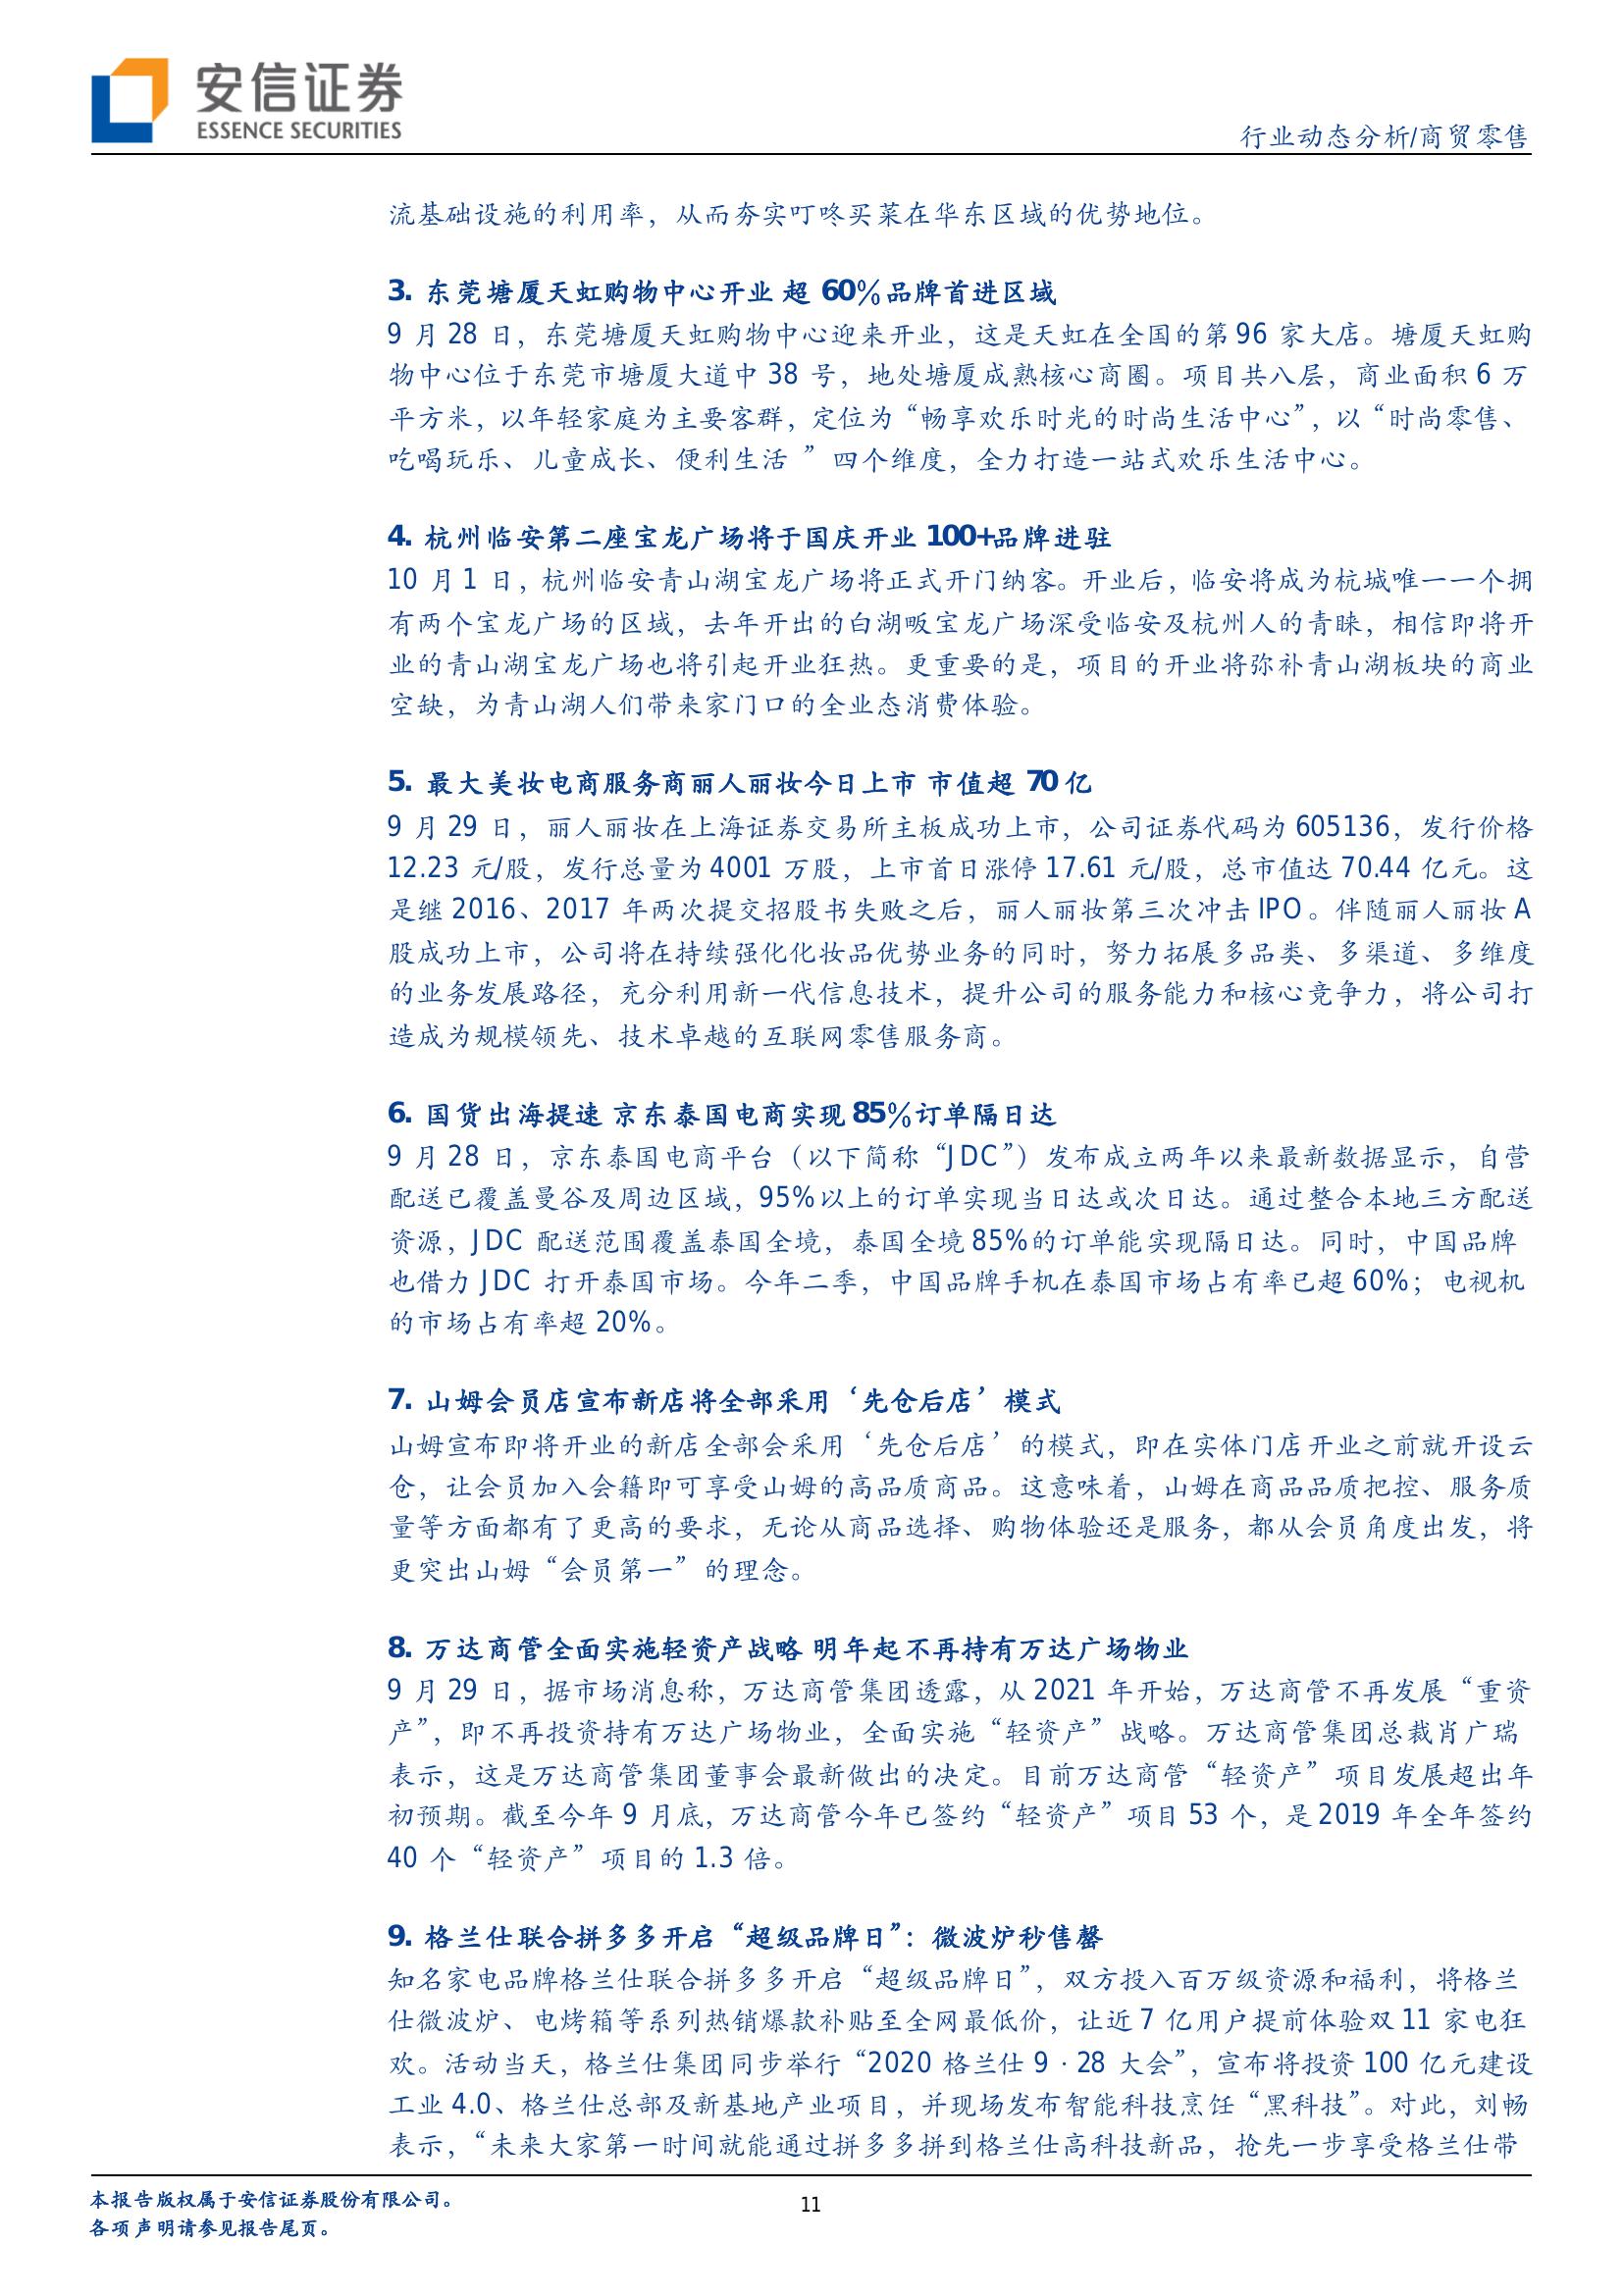 安信证券
ESSENCE SECURITIES
行业动态分析/商贸零售
流基础设施的利用率，从而夯实叮咚买菜在华东区域的优势地位。
3. 东莞塘厦天虹购物中心开业 超 60%品牌首进区域
9 月 28 日，东莞塘厦天虹购物中心迎来开业，这是天虹在全国的第 96 家大店。塘厦天虹购
物中心位于东莞市塘厦大道中 38 号，地处塘厦成熟核心商圈。项目共八层，商业面积 6 万
平方米，以年轻家庭为主要客群，定位为“畅享欢乐时光的时尚生活中心”，以“时尚零售、
吃喝玩乐、儿童成长、便利生活 ”四个维度，全力打造一站式欢乐生活中心。
4. 杭州临安第二座宝龙广场将于国庆开业 100+品牌进驻
10 月 1 日，杭州临安青山湖宝龙广场将正式开门纳客。开业后，临安将成为杭城唯一一个拥
有两个宝龙广场的区域，去年开出的白湖畈宝龙广场深受临安及杭州人的青睐，相信即将开
业的青山湖宝龙广场也将引起开业狂热。更重要的是，项目的开业将弥补青山湖板块的商业
空缺，为青山湖人们带来家门口的全业态消费体验。
5. 最大美妆电商服务商丽人丽妆今日上市 市值超 70 亿
9 月 29 日，丽人丽妆在上海证券交易所主板成功上市，公司证券代码为 605136，发行价格
12.23 元/股，发行总量为 4001 万股，上市首日涨停 17.61 元/股，总市值达 70.44 亿元。这
是继 2016、2017 年两次提交招股书失败之后，丽人丽妆第三次冲击 IPO。伴随丽人丽妆 A
股成功上市，公司将在持续强化化妆品优势业务的同时，努力拓展多品类、多渠道、多维度
的业务发展路径，充分利用新一代信息技术，提升公司的服务能力和核心竞争力，将公司打
造成为规模领先、技术卓越的互联网零售服务商。
6. 国货出海提速 京东泰国电商实现 85%订单隔日达
9 月 28 日，京东泰国电商平台（以下简称“JDC”）发布成立两年以来最新数据显示，自营
配送已覆盖曼谷及周边区域，95%以上的订单实现当日达或次日达。通过整合本地三方配送
资源，JDC 配送范围覆盖泰国全境，泰国全境 85%的订单能实现隔日达。同时，中国品牌
也借力 JDC 打开泰国市场。今年二季，中国品牌手机在泰国市场占有率已超 60%；电视机
的市场占有率超 20%。
7. 山姆会员店宣布新店将全部采用‘先仓后店’模式
山姆宣布即将开业的新店全部会采用‘先仓后店’的模式，即在实体门店开业之前就开设云
仓，让会员加入会籍即可享受山姆的高品质商品。这意味着，山姆在商品品质把控、服务质
量等方面都有了更高的要求，无论从商品选择、购物体验还是服务，都从会员角度出发，将
更突出山姆“会员第一”的理念。
8. 万达商管全面实施轻资产战略 明年起不再持有万达广场物业
9 月 29 日，据市场消息称，万达商管集团透露，从 2021 年开始，万达商管不再发展“重资
产”，即不再投资持有万达广场物业，全面实施“轻资产”战略。万达商管集团总裁肖广瑞
表示，这是万达商管集团董事会最新做出的决定。目前万达商管“轻资产”项目发展超出年
初预期。截至今年 9 月底，万达商管今年已签约“轻资产”项目 53 个，是 2019 年全年签约
40 个“轻资产”项目的 1.3 倍。
9. 格兰仕联合拼多多开启“超级品牌日”：微波炉秒售罄
知名家电品牌格兰仕联合拼多多开启“超级品牌日”，双方投入百万级资源和福利，将格兰
仕微波炉、电烤箱等系列热销爆款补贴至全网最低价，让近 7 亿用户提前体验双 11 家电狂
欢。活动当天，格兰仕集团同步举行“2020 格兰仕 9·28 大会”，宣布将投资 100 亿元建设
工业 4.0、格兰仕总部及新基地产业项目，并现场发布智能科技烹饪“黑科技”。对此，刘畅
表示，“未来大家第一时间就能通过拼多多拼到格兰仕高科技新品，抢先一步享受格兰仕带
本报告版权属于安信证券股份有限公司。
11
各项声明请参见报告尾页。